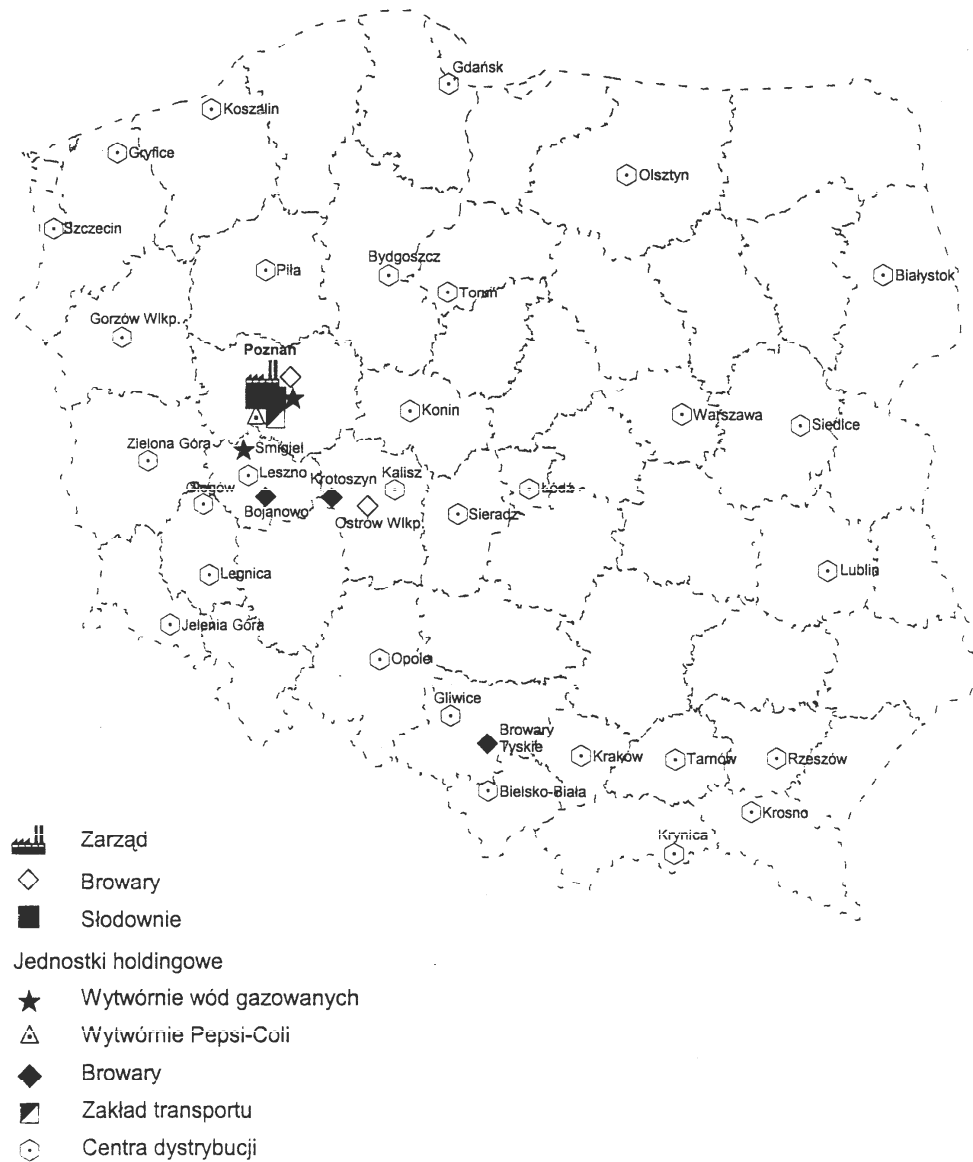 Gdańsk
Koszalin
Gryfice
Olsztyn
Szczecin
Bydgoszcz
Piła
Toruń
Białystok
Gorzów Wlkp.
Poznań
Konin
Warszawa
Siedlce
Zielona Góra
Śmigiel
Leszno
Krotoszyn
Kalisz
Głogów
Łódź
Bojanowo
Ostrów Wlkp.
Sieradz
Legnica
Lublin
Jelenia Góra
Opole
Gliwice
Browary
Tyskie
Kraków
Tarnów
Rzeszów
Bielsko-Biała
Krosno
Krynica
Zarząd
Browary
Słodownie
Jednostki holdingowe
Wytwórnie wód gazowanych
Wytwórnie Pepsi-Coli
Browary
Zakład transportu
Centra dystrybucji